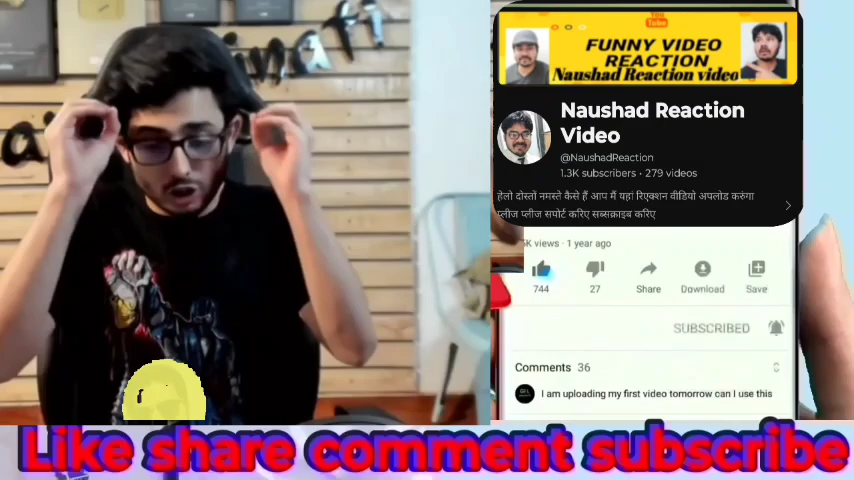 You
Tube
FUNNY VIDEO
REACTION
Naushad Reaction video
Naushad Reaction
Video
@NaushadReaction
1.3K subscribers · 279 videos
हेलो दोस्तों नमस्ते कैसे हैं आप मैं यहां रिएक्शन वीडियो अपलोड करुंगा
प्लीज प्लीज सपोर्ट करिए सब्सक्राइब करिए
K views · 1 year ago
744
27
Share
Download
Save
SUBSCRIBED
Comments 36
I am uploading my first video tomorrow can I use this
Like share comment subscribe